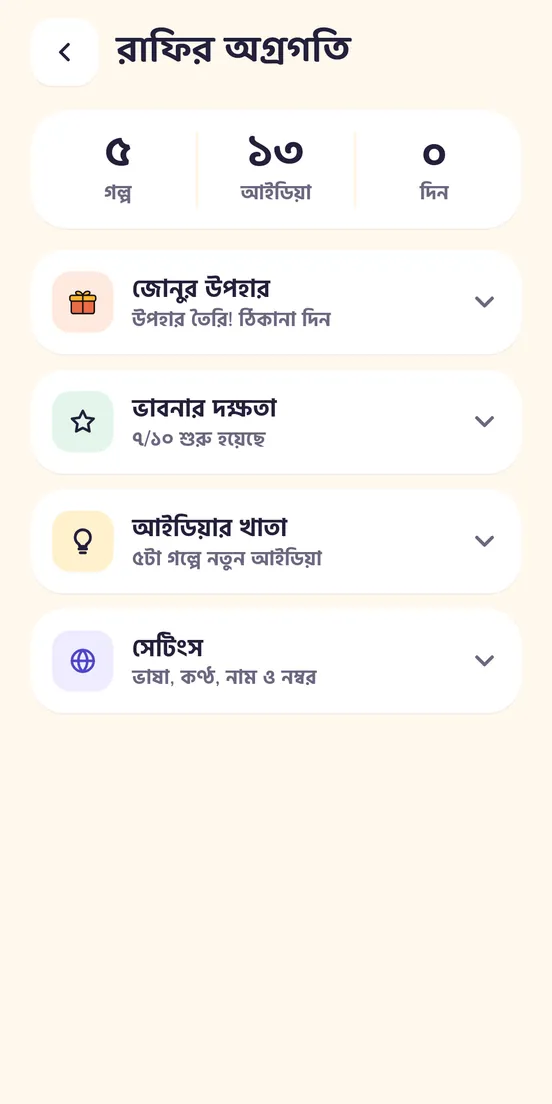 রাফির অগ্রগতি
৫ ১৩ ০
গল্প আইডিয়া দিন
জোনুর উপহার
উপহার তৈরি! ঠিকানা দিন
ভাবনার দক্ষতা
৭/১০ শুরু হয়েছে
আইডিয়ার খাতা
৫টা গল্পে নতুন আইডিয়া
সেটিংস
ভাষা, কণ্ঠ, নাম ও নম্বর